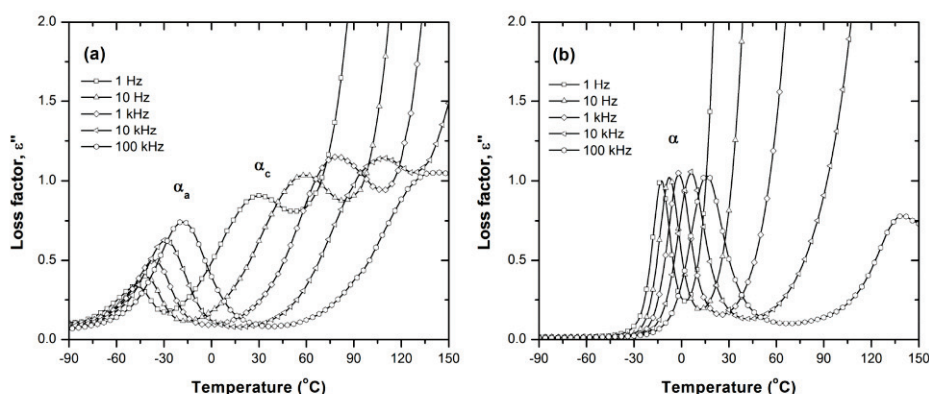 (a)
1 Hz
10 Hz
1 kHz
10 kHz
100 kHz
αa
αc
Loss factor, ε"
2.0
1.5
1.0
0.5
0.0
-90 -60 -30 0 30 60 90 120 150
Temperature (°C)
(b)
1 Hz
10 Hz
1 kHz
10 kHz
100 kHz
α
Loss factor, ε"
2.0
1.5
1.0
0.5
0.0
-90 -60 -30 0 30 60 90 120 150
Temperature (°C)